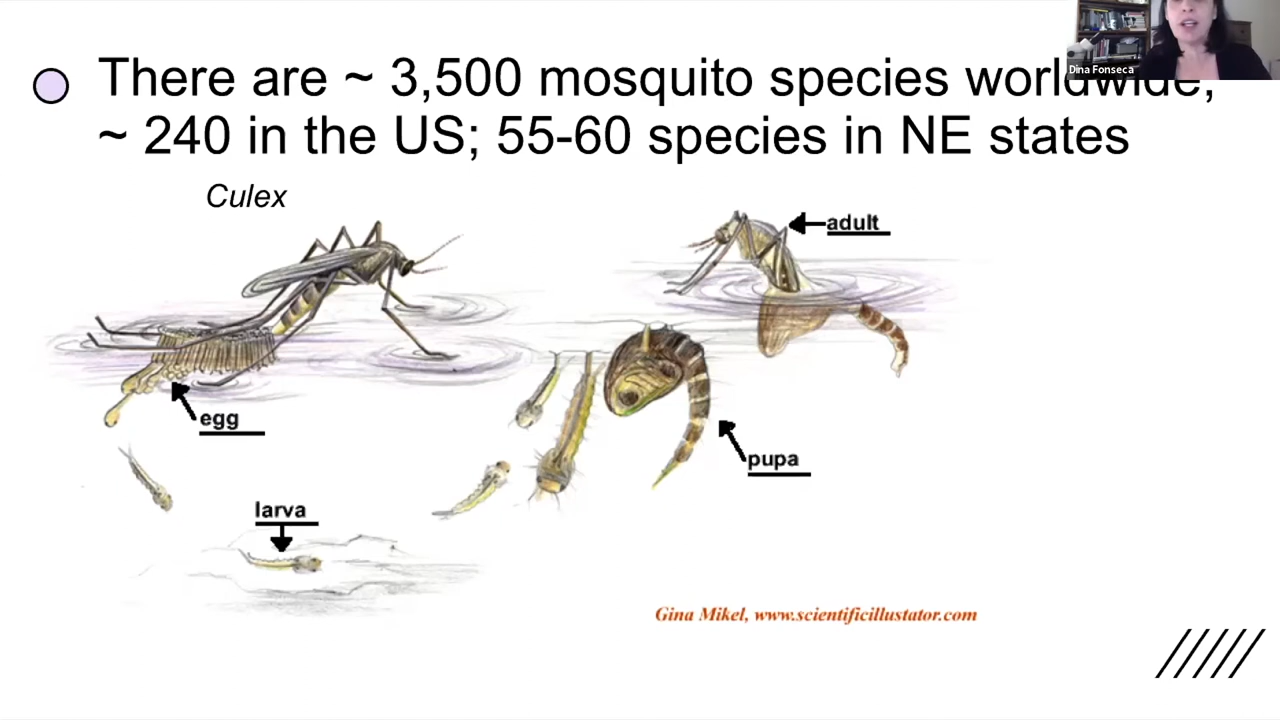 There are ~ 3,500 mosquito species worldwide,
~ 240 in the US; 55-60 species in NE states
Dina Fonseca
Culex
adult
egg
pupa
larva
Gina Mikel, www.scientificillustator.com